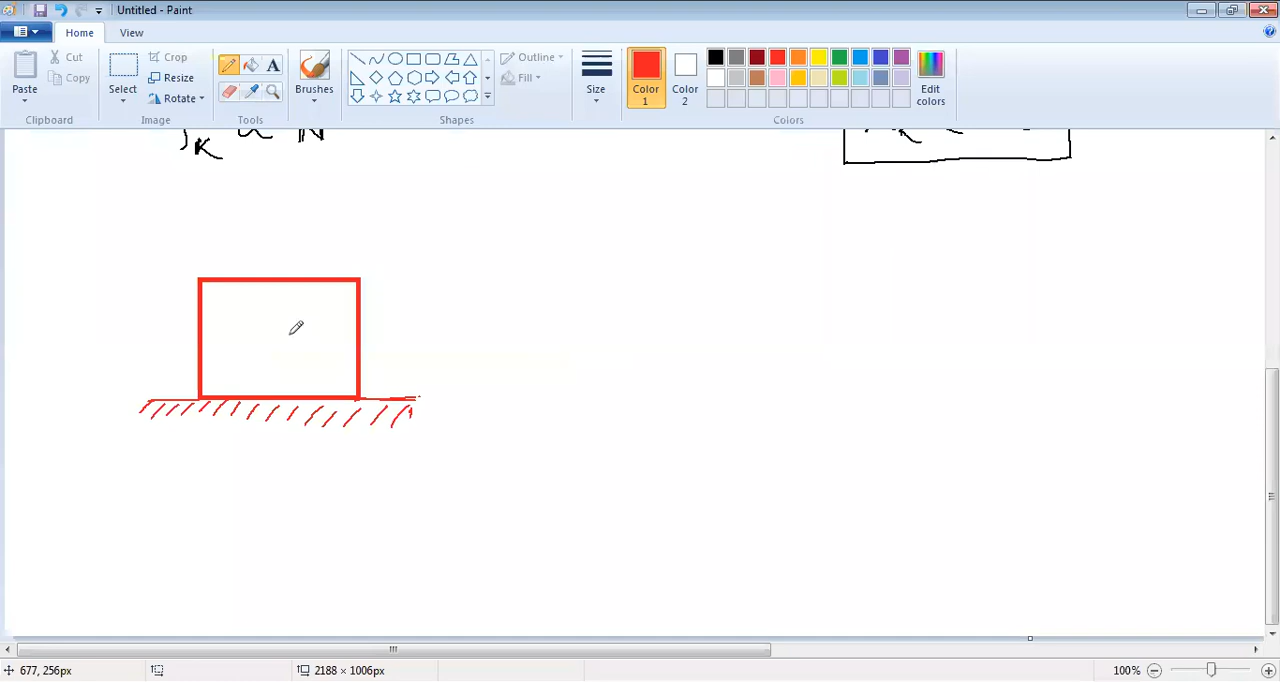 Untitled - Paint
Home View
Cut
Copy
Paste
Clipboard
Crop
Resize
Rotate
Select
Image
Tools
Brushes
Shapes
Outline
Fill
Size
Color 1
Color 2
Edit colors
Colors
K α N
K
677, 256px
2188 × 1006px
100%